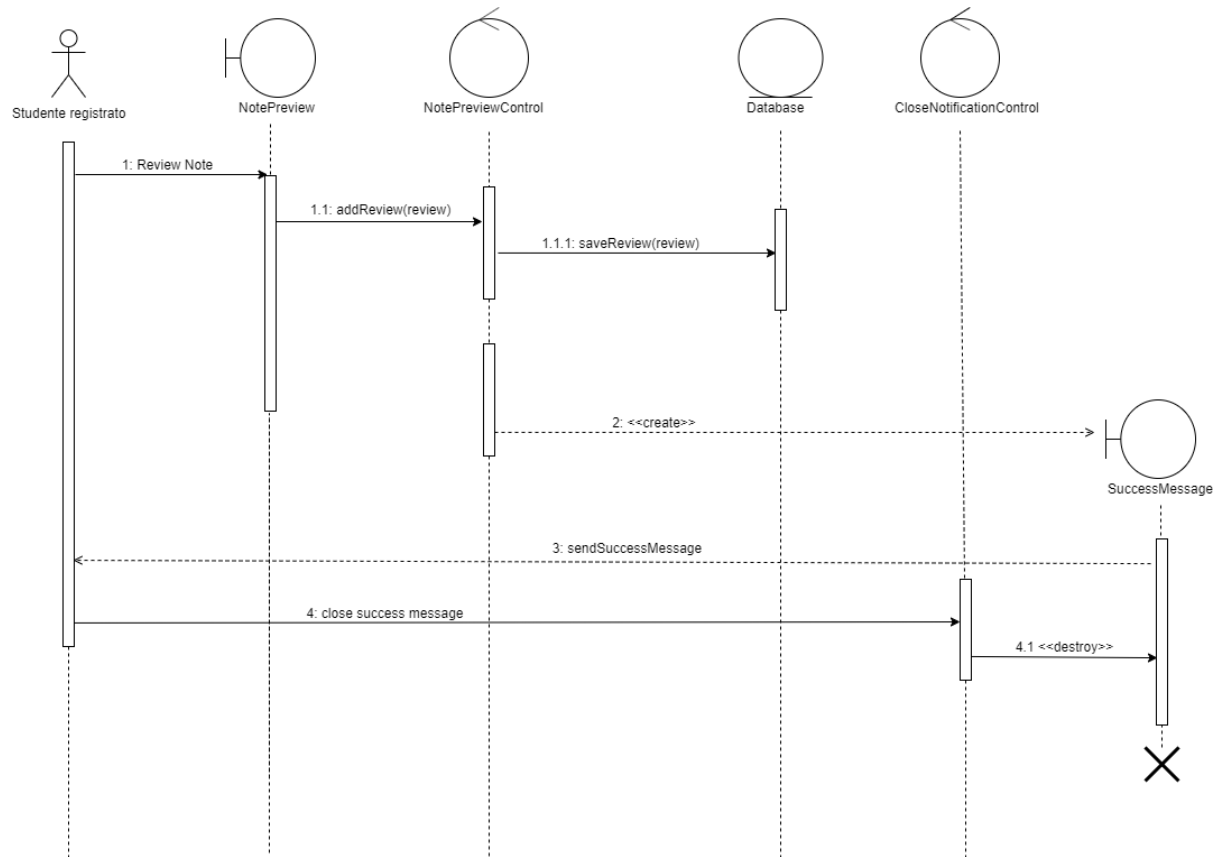 Studente registrato
NotePreview
NotePreviewControl
Database
CloseNotificationControl
1: Review Note
1.1: addReview(review)
1.1.1: saveReview(review)
2: <<create>>
SuccessMessage
3: sendSuccessMessage
4: close success message
4.1 <<destroy>>